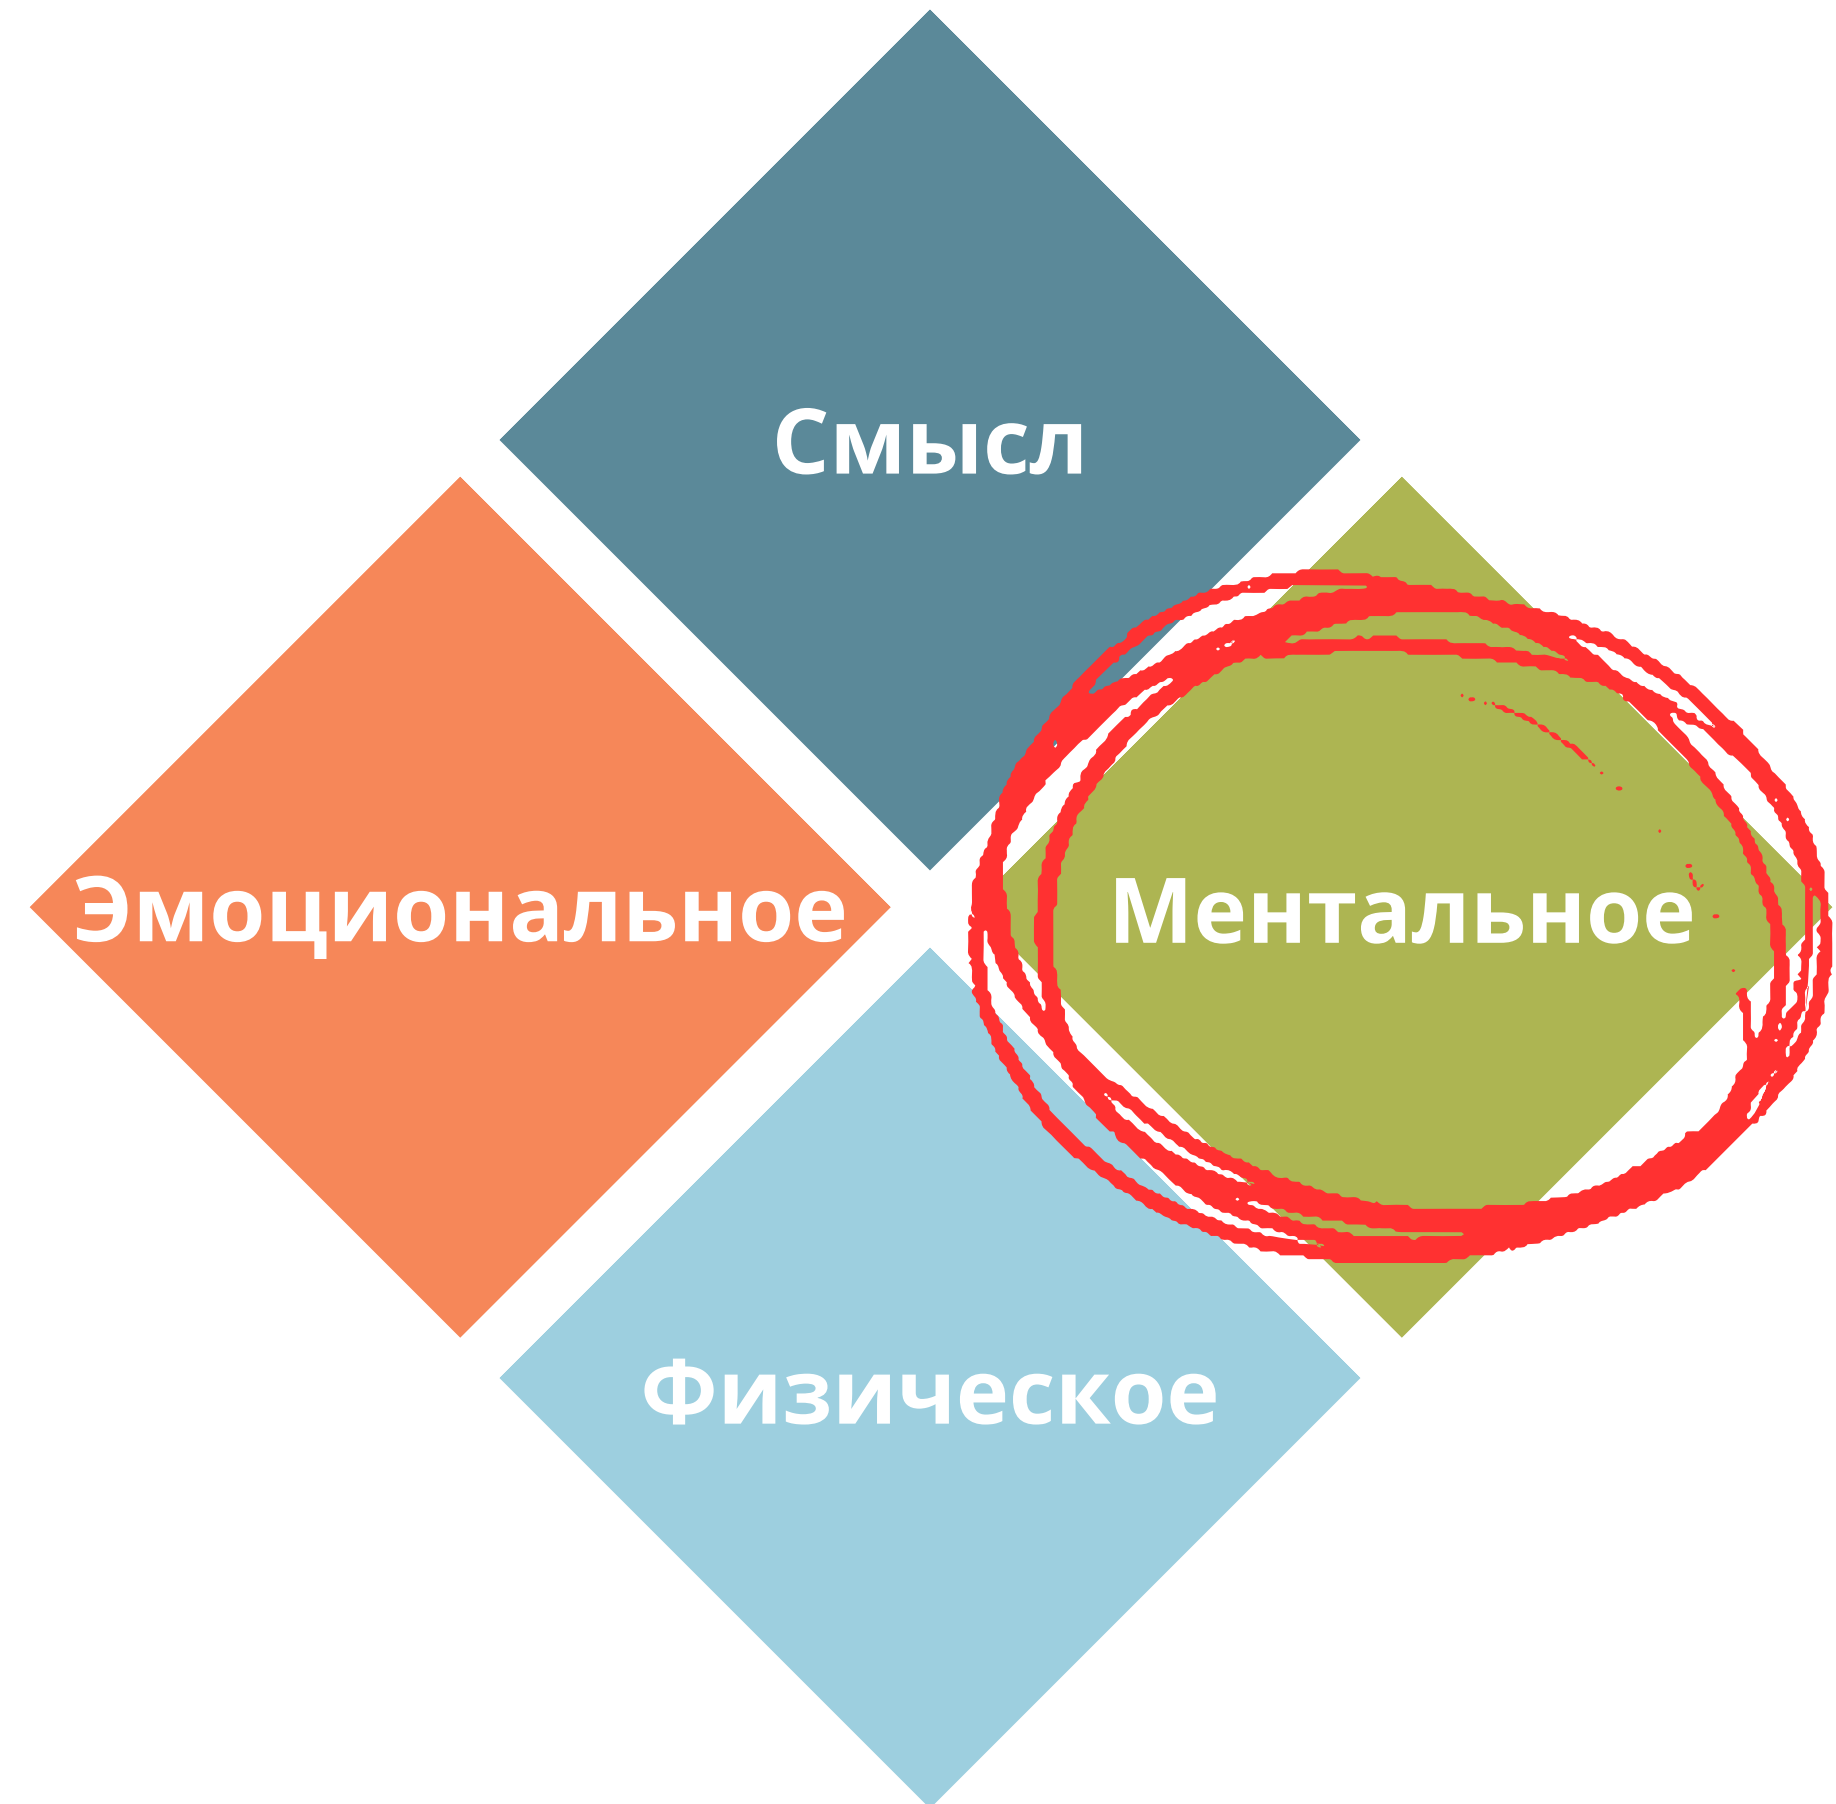 Смысл
Эмоциональное
Ментальное
Физическое